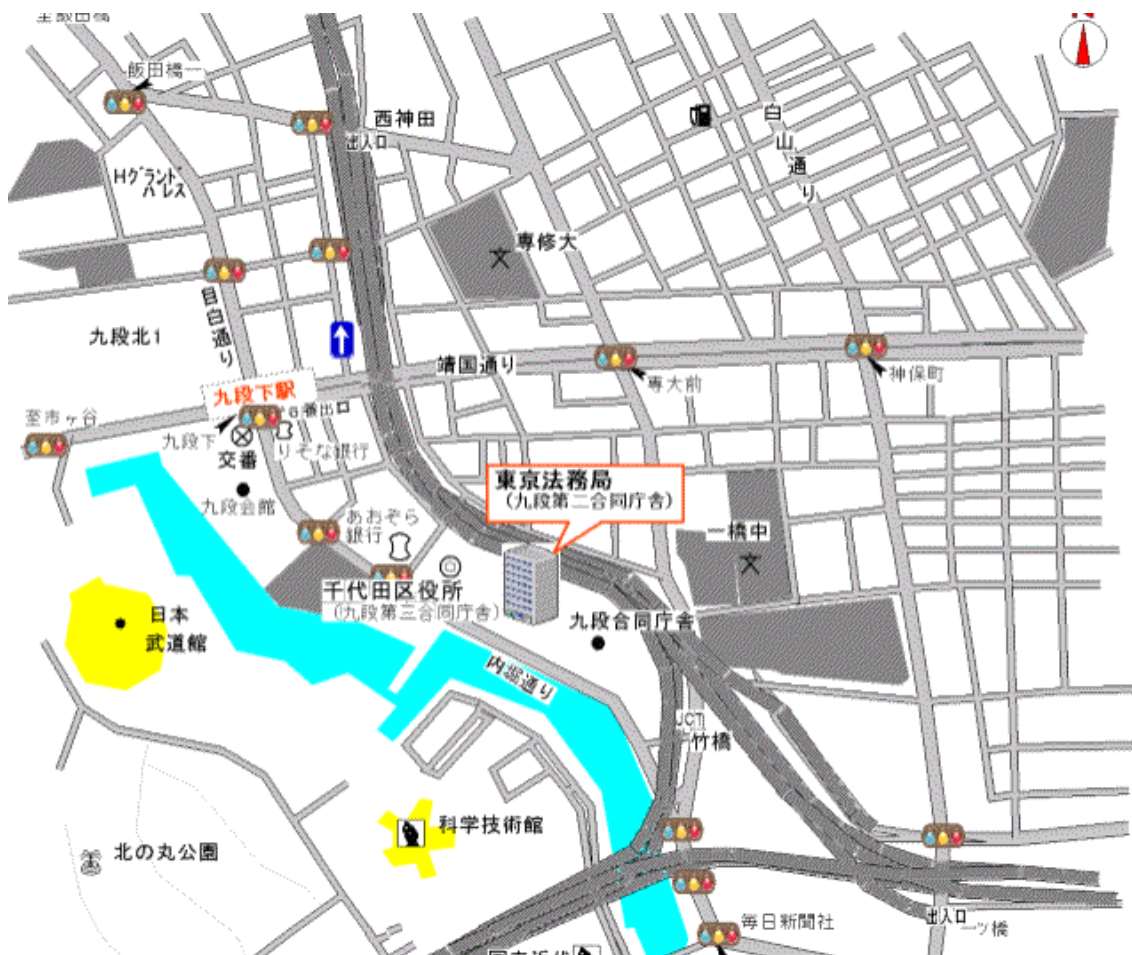 飯田橋一
西神田
出入口
白山通り
Hグランド
パレス
専修大
目白通り
九段北1
靖国通り
専大前
神保町
九段下駅
6番出口
至市ヶ谷
九段下
りそな銀行
交番
東京法務局
(九段第二合同庁舎)
九段会館
あおぞら
銀行
一橋中
千代田区役所
(九段第三合同庁舎)
九段合同庁舎
日本
武道館
内堀通り
JCT
竹橋
科学技術館
北の丸公園
毎日新聞社
出入口
一ツ橋